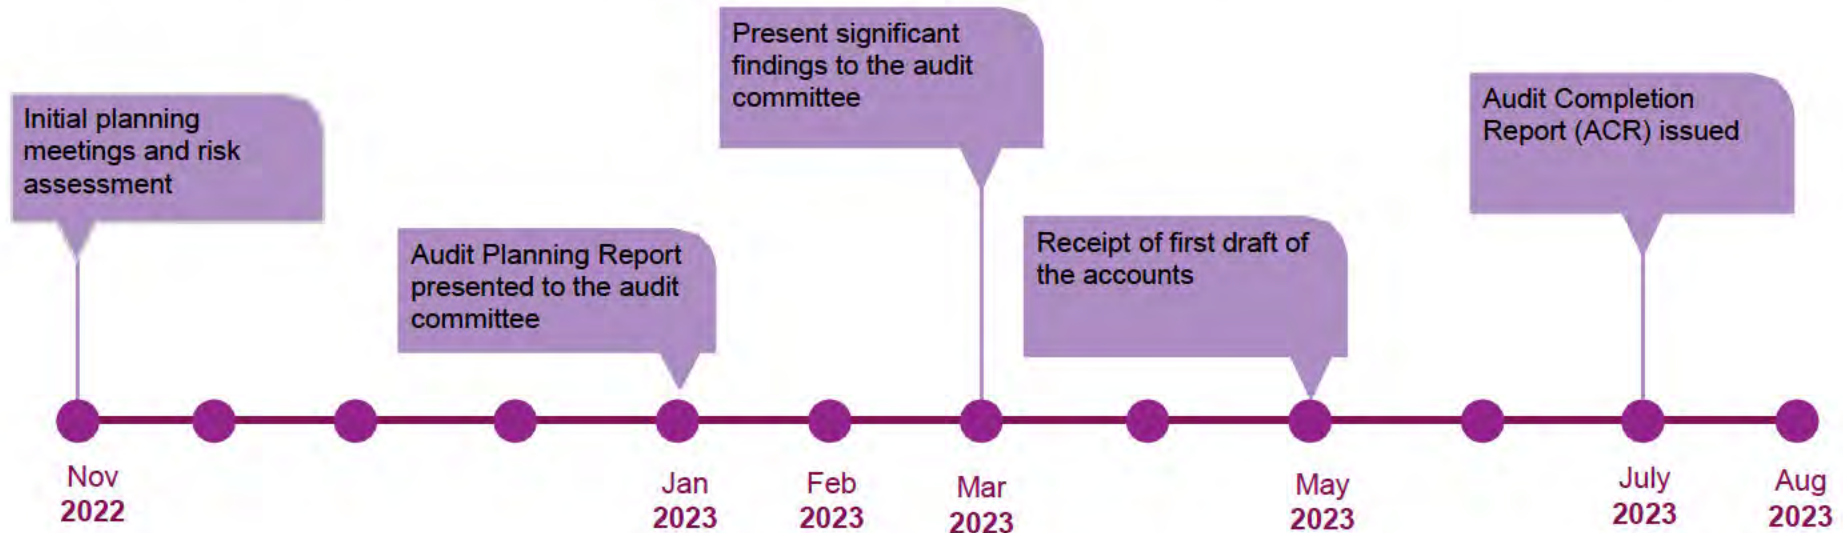 Initial planning
meetings and risk
assessment
Audit Planning Report
presented to the audit
committee
Present significant
findings to the audit
committee
Receipt of first draft of
the accounts
Audit Completion
Report (ACR) issued
Nov
2022
Jan
2023
Feb
2023
Mar
2023
May
2023
July
2023
Aug
2023